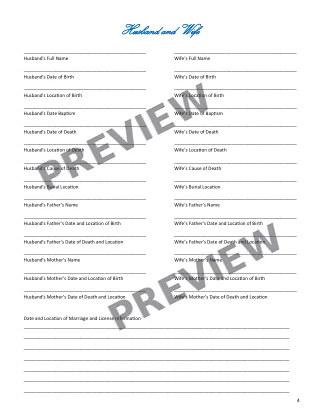 Husband and Wife
Husband's Full Name Wife's Full Name
Husband's Date of Birth Wife's Date of Birth
Husband's Location of Birth Wife's Location of Birth
Husband's Date Baptism Wife's Date of Baptism
Husband's Date of Death Wife's Date of Death
Husband's Location of Death Wife's Location of Death
Husband's Cause of Death Wife's Cause of Death
Husband's Burial Location Wife's Burial Location
Husband's Father's Name Wife's Father's Name
Husband's Father's Date and Location of Birth Wife's Father's Date and Location of Birth
Husband's Father's Date of Death and Location Wife's Father's Date of Death and Location
Husband's Mother's Name Wife's Mother's Name
Husband's Mother's Date and Location of Birth Wife's Mother's Date and Location of Birth
Husband's Mother's Date of Death and Location Wife's Mother's Date of Death and Location
Date and Location of Marriage and License Information
PREVIEW
PREVIEW
4